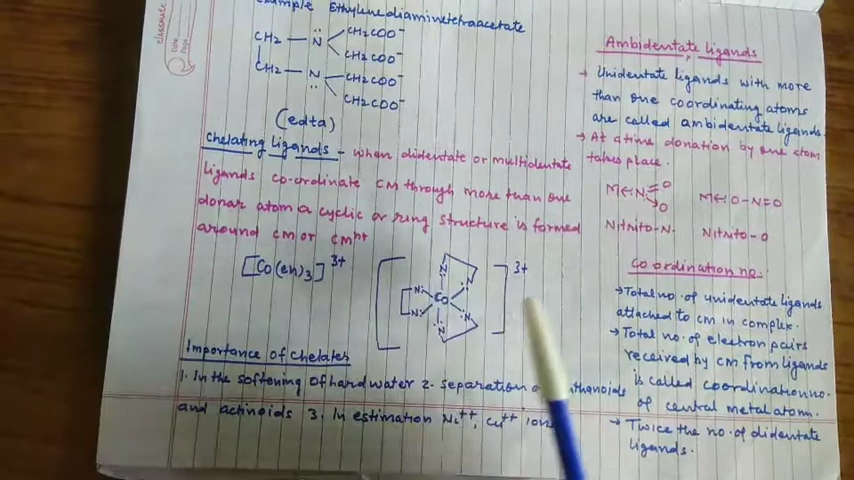 classmate
Date
Page
Example Ethylenediaminetetraacetate
CH2 — N̈ CH2COO⁻
CH2COO⁻
CH2 — N̈ CH2COO⁻
CH2COO⁻
(edta)
Chelating Ligands - when didentate or multidentate
ligands co-ordinate CM through more than one
donar atom a cyclic or ring structure is formed
around CM or CMⁿ⁺
[Co(en)3]³⁺
N N Co N N N N 3+
Importance of chelates
1. In the softening of hard water 2. separation
and actinoids 3. In estimation Ni⁺⁺, Cu⁺⁺ ion
Ambidentate ligands
→ Unidentate ligands with more
than one coordinating atoms
are called ambidentate ligands.
→ At a time donation by one atom
takes place.
M←N=O →O M←O-N=O
Nitrito-N Nitrito-O
Coordination no.
→ Total no. of unidentate ligands
attached to CM in complex.
→ Total no. of electron pairs
received by CM from ligands
is called coordination no.
of central metal atom.
→ Twice the no. of didentate
ligands.